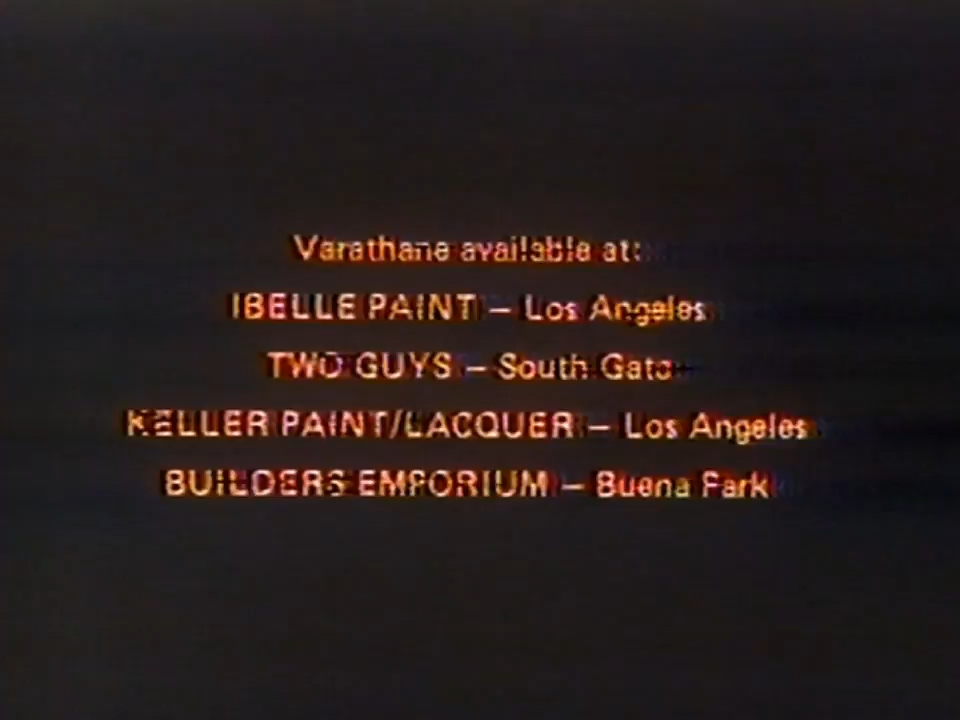 Varathane available at:
IBELLE PAINT – Los Angeles
TWO GUYS – South Gate
KELLER PAINT/LACQUER – Los Angeles
BUILDERS EMPORIUM – Buena Park